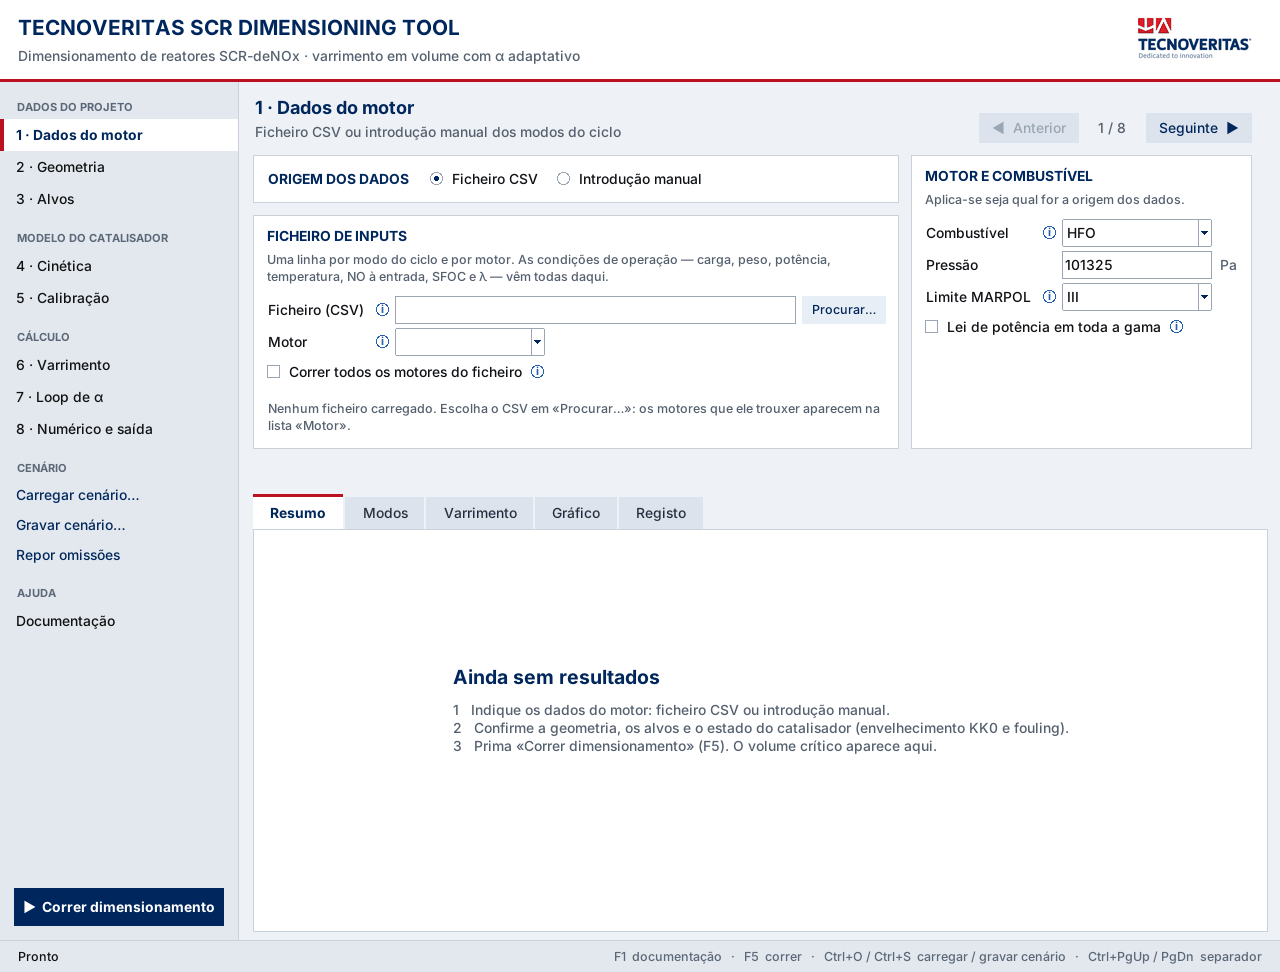 TECNOVERITAS SCR DIMENSIONING TOOL
Dimensionamento de reatores SCR-deNOx · varrimento em volume com α adaptativo
TECNOVERITAS
Dedicated to innovation
DADOS DO PROJETO
1 · Dados do motor
2 · Geometria
3 · Alvos
MODELO DO CATALISADOR
4 · Cinética
5 · Calibração
CÁLCULO
6 · Varrimento
7 · Loop de α
8 · Numérico e saída
CENÁRIO
Carregar cenário...
Gravar cenário...
Repor omissões
AJUDA
Documentação
▶ Correr dimensionamento
1 · Dados do motor
Ficheiro CSV ou introdução manual dos modos do ciclo
◀ Anterior 1 / 8 Seguinte ▶
ORIGEM DOS DADOS Ficheiro CSV Introdução manual
FICHEIRO DE INPUTS
Uma linha por modo do ciclo e por motor. As condições de operação — carga, peso, potência,
temperatura, NO à entrada, SFOC e λ — vêm todas daqui.
Ficheiro (CSV) ⓘ Procurar...
Motor ⓘ
Correr todos os motores do ficheiro ⓘ
Nenhum ficheiro carregado. Escolha o CSV em «Procurar...»: os motores que ele trouxer aparecem na
lista «Motor».
MOTOR E COMBUSTÍVEL
Aplica-se seja qual for a origem dos dados.
Combustível ⓘ HFO
Pressão 101325 Pa
Limite MARPOL ⓘ III
Lei de potência em toda a gama ⓘ
Resumo Modos Varrimento Gráfico Registo
Ainda sem resultados
1 Indique os dados do motor: ficheiro CSV ou introdução manual.
2 Confirme a geometria, os alvos e o estado do catalisador (envelhecimento KK0 e fouling).
3 Prima «Correr dimensionamento» (F5). O volume crítico aparece aqui.
Pronto
F1 documentação · F5 correr · Ctrl+O / Ctrl+S carregar / gravar cenário · Ctrl+PgUp / PgDn separador